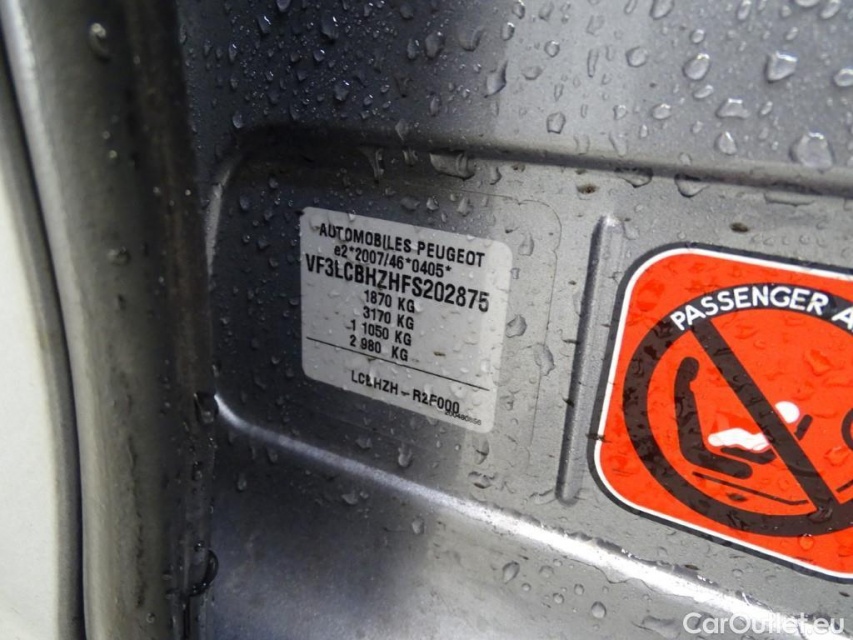 AUTOMOBILES PEUGEOT
e2*2007/46*0405*
VF3LCBHZHFS202875
1870 KG
3170 KG
1 1050 KG
2 980 KG
LCBHZH - R2F000
PASSENGER A
CarOutlet.eu